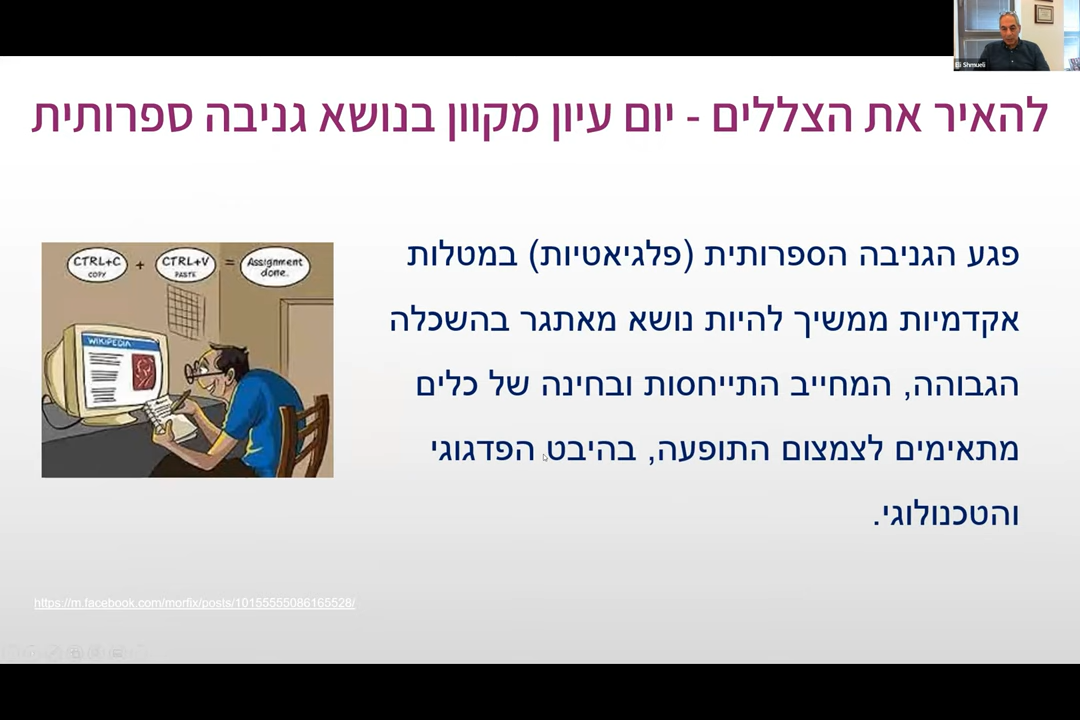 Eli Shmueli
להאיר את הצללים - יום עיון מקוון בנושא גניבה ספרותית
פגע הגניבה הספרותית (פלגיאטיות) במטלות
אקדמיות ממשיך להיות נושא מאתגר בהשכלה
הגבוהה, המחייב התייחסות ובחינה של כלים
מתאימים לצמצום התופעה, בהיבט הפדגוגי
והטכנולוגי.
CTRL+C
COPY
+
CTRL+V
PASTE
=
Assignment
done.
WIKIPEDIA
https://m.facebook.com/morfix/posts/10155555086165528/